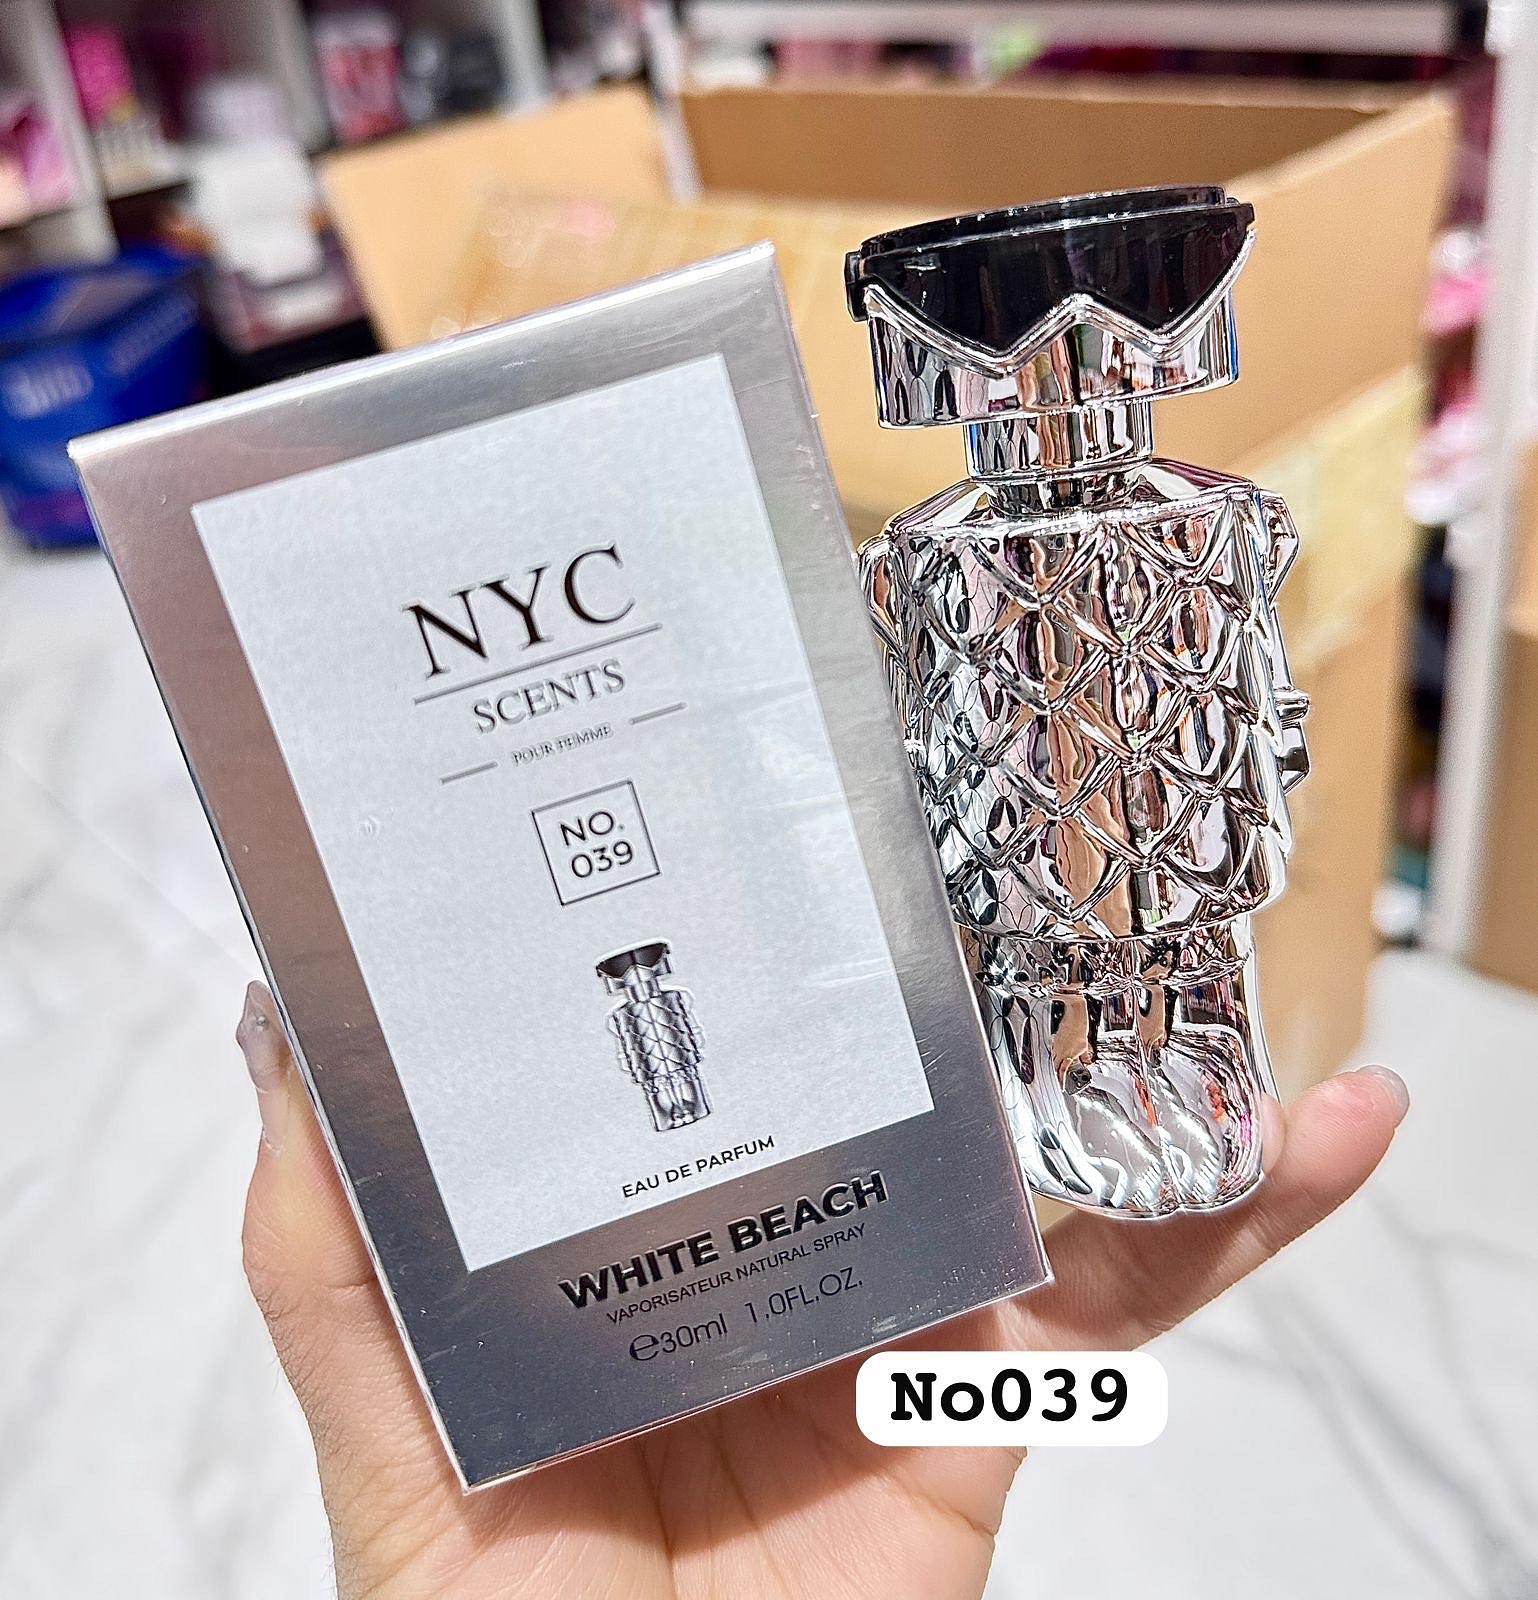 NYC
SCENTS
POUR FEMME
NO.
039
EAU DE PARFUM
WHITE BEACH
VAPORISATEUR NATURAL SPRAY
℮30ml 1.0FL.OZ.
No039